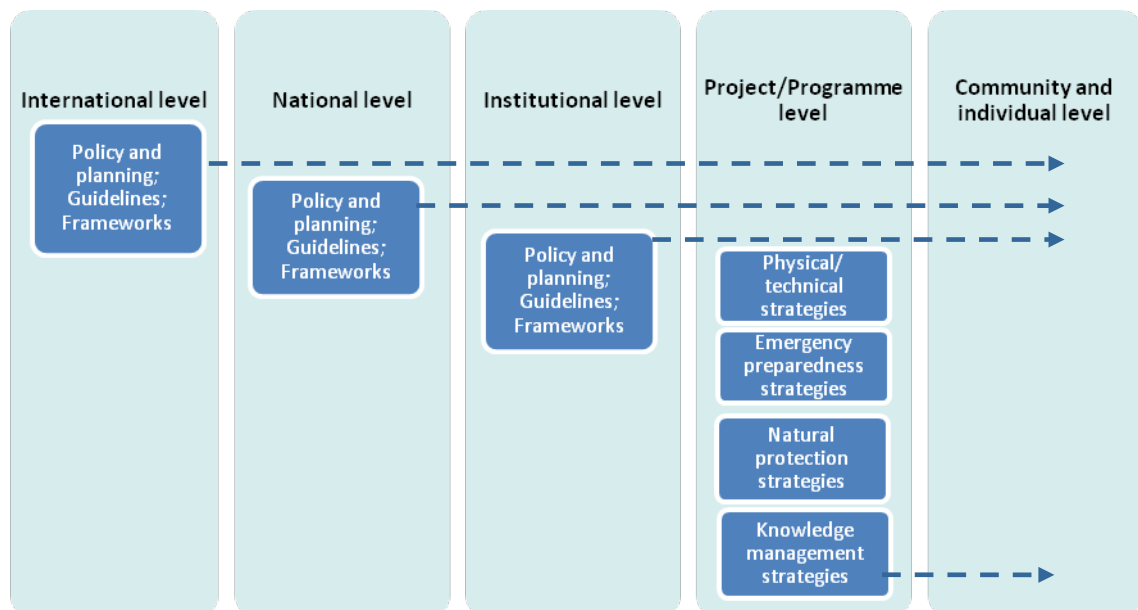 International level
National level
Institutional level
Project/Programme
level
Community and
individual level
Policy and
planning;
Guidelines;
Frameworks
Policy and
planning;
Guidelines;
Frameworks
Policy and
planning;
Guidelines;
Frameworks
Physical/
technical
strategies
Emergency
preparedness
strategies
Natural
protection
strategies
Knowledge
management
strategies